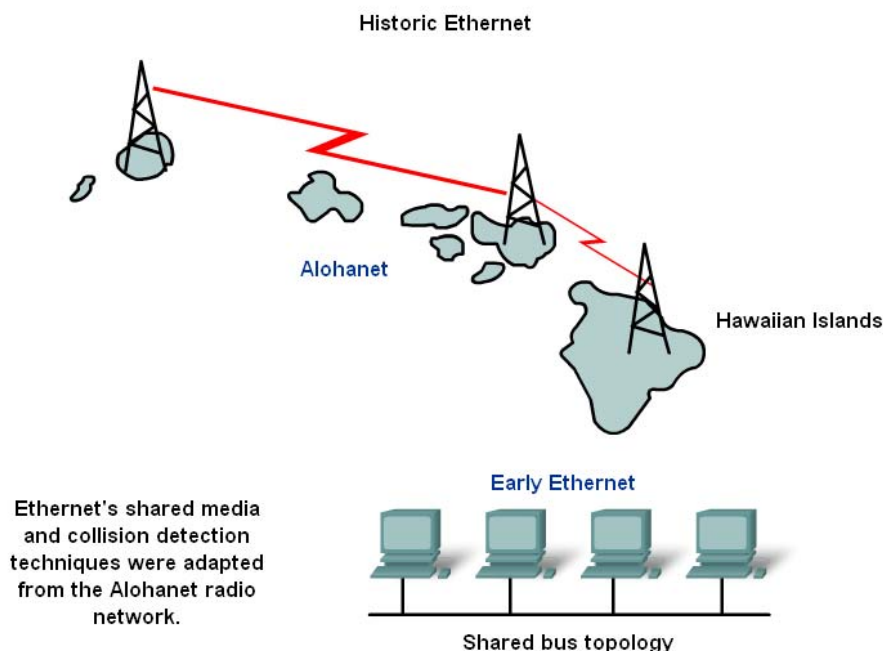 Historic Ethernet
Alohanet
Hawaiian Islands
Early Ethernet
Ethernet's shared media
and collision detection
techniques were adapted
from the Alohanet radio
network.
Shared bus topology